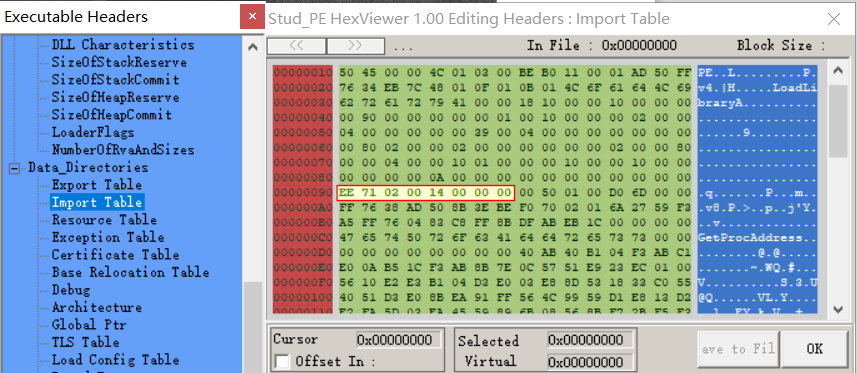 Executable Headers
DLL Characteristics
SizeOfStackReserve
SizeOfStackCommit
SizeOfHeapReserve
SizeOfHeapCommit
LoaderFlags
NumberOfRvaAndSizes
Data_Directories
Export Table
Import Table
Resource Table
Exception Table
Certificate Table
Base Relocation Table
Debug
Architecture
Global Ptr
TLS Table
Load Config Table
Stud_PE HexViewer 1.00 Editing Headers : Import Table
<< >> ... In File : 0x00000000 Block Size :
00000010 50 45 00 00 4C 01 03 00 BE B0 11 00 01 AD 50 FF PE..L.........P.
00000020 76 34 EB 7C 48 01 0F 01 0B 01 4C 6F 61 64 4C 69 v4.|H.....LoadLi
00000030 62 72 61 72 79 41 00 00 18 10 00 00 10 00 00 00 braryA..........
00000040 00 90 00 00 00 00 01 00 10 00 00 00 02 00 00 ................
00000050 04 00 00 00 00 00 39 00 04 00 00 00 00 00 00 00 ......9.........
00000060 00 80 02 00 00 02 00 00 00 00 00 00 02 00 00 80 ................
00000070 00 00 04 00 00 10 01 00 00 00 00 10 00 00 10 00 ................
00000080 00 00 00 00 0A 00 00 00 00 00 00 00 00 00 00 00 ................
00000090 EE 71 02 00 14 00 00 00 00 50 01 00 D0 6D 00 00 .q.......P...m..
000000A0 FF 76 38 AD 50 8B 3E BE F0 70 02 01 6A 27 59 F3 .v8.P.>..p..j'Y.
000000B0 A5 FF 76 04 83 C8 FF 8B DF AB EB 1C 00 00 00 00 ..v.............
000000C0 47 65 74 50 72 6F 63 41 64 64 72 65 73 73 00 00 GetProcAddress..
000000D0 00 00 00 00 00 00 00 00 40 AB 40 B1 04 F3 AB C1 ........@.@.....
000000E0 E0 0A B5 1C F3 AB 8B 7E 0C 57 51 E9 23 EC 01 00 .......~.WQ.#...
000000F0 56 10 E2 E3 B1 04 D3 E0 03 E8 8D 53 18 33 C0 55 V..........S.3.U
00000100 40 51 D3 E0 8B EA 91 FF 56 4C 99 59 D1 E8 13 D2 @Q......VL.Y....
00000110
Cursor 0x00000000
Offset In :
Selected 0x00000000
Virtual 0x00000000
ave to Fil
OK